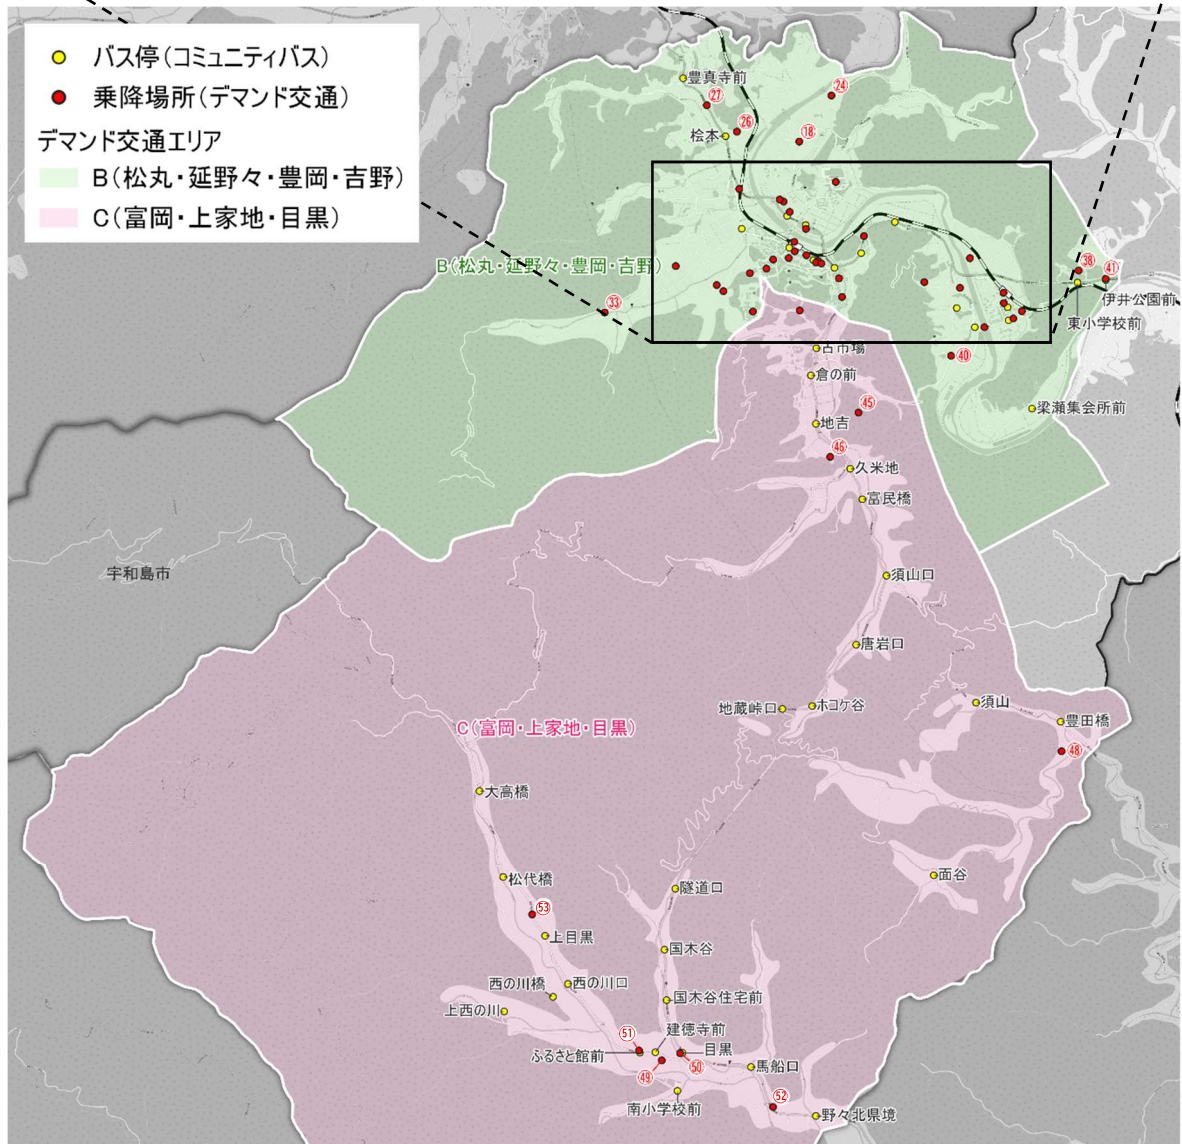 バス停(コミュニティバス)
乗降場所(デマンド交通)
デマンド交通エリア
B(松丸・延野々・豊岡・吉野)
C(富岡・上家地・目黒)
豊真寺前
㉗
㉔
㉖
桧本
⑱
B(松丸・延野々・豊岡・吉野)
㊳
㊶
伊井公園前
㉝
東小学校前
古市場
㊵
倉の前
㊺
梁瀬集会所前
地吉
㊻
久米地
富民橋
宇和島市
須山口
唐岩口
地蔵峠口
ホコケ谷
須山
豊田橋
C(富岡・上家地・目黒)
㊽
大高橋
松代橋
面谷
隧道口
53
上目黒
国木谷
西の川橋
西の川口
国木谷住宅前
上西の川
51
建徳寺前
ふるさと館前
目黒
㊾
㊿
馬船口
52
南小学校前
野々北県境